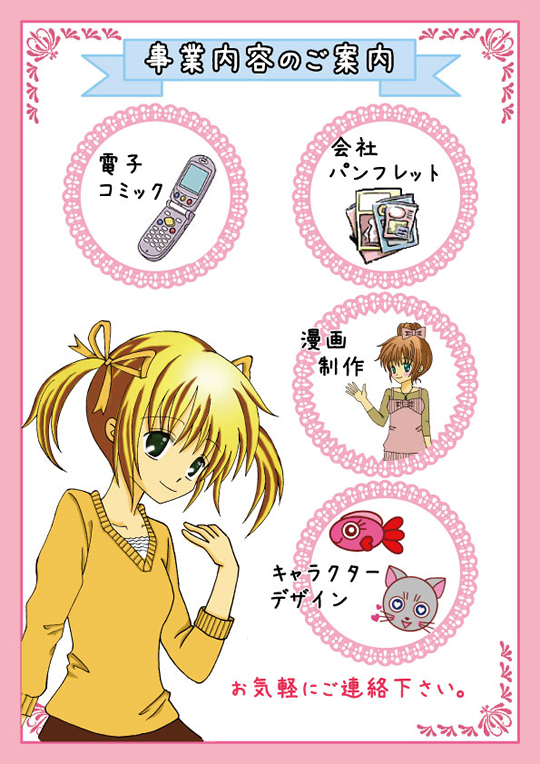 事業内容のご案内
電子
コミック
会社
パンフレット
漫画
制作
キャラクター
デザイン
お気軽にご連絡下さい。